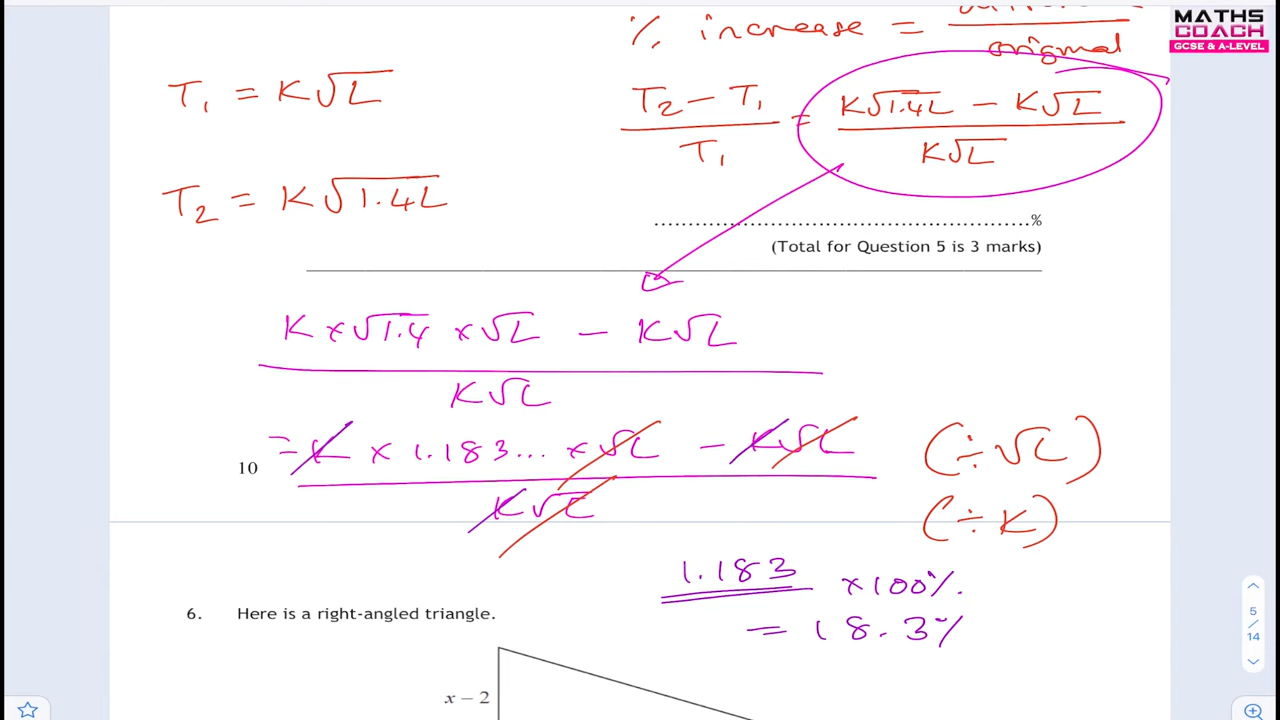 MATHS
COACH
GCSE & A-LEVEL
% increase =
original
T₁ = K√L
T₂ - T₁ / T₁ = K√1.4L - K√L / K√L
T₂ = K√1.4L
......................................................%
(Total for Question 5 is 3 marks)
K × √1.4 × √L - K√L
K√L
= K × 1.183... × √L - K√L (÷ √L)
10
K√L (÷ K)
1.183 × 100%
= 18.3%
6. Here is a right-angled triangle.
x − 2
5
/
14